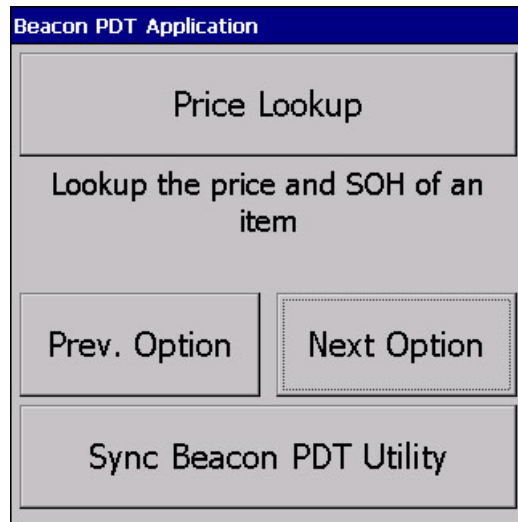 Beacon PDT Application
Price Lookup
Lookup the price and SOH of an
item
Prev. Option
Next Option
Sync Beacon PDT Utility